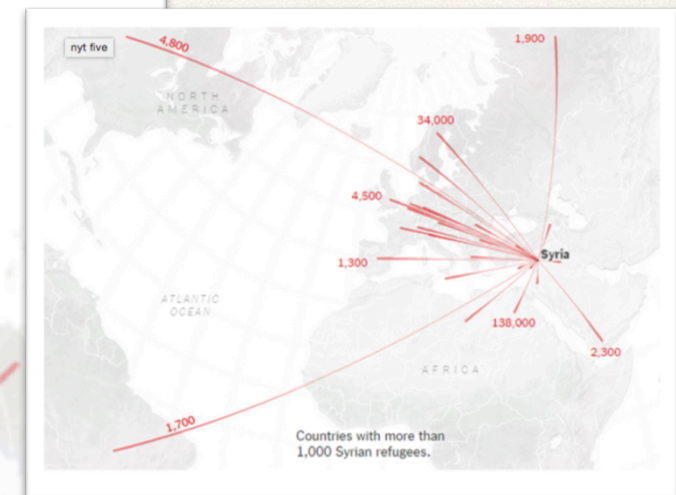 nyt five
4,800
1,900
NORTH
AMERICA
34,000
4,500
Syria
1,300
ATLANTIC
OCEAN
138,000
2,300
AFRICA
1,700
Countries with more than
1,000 Syrian refugees.